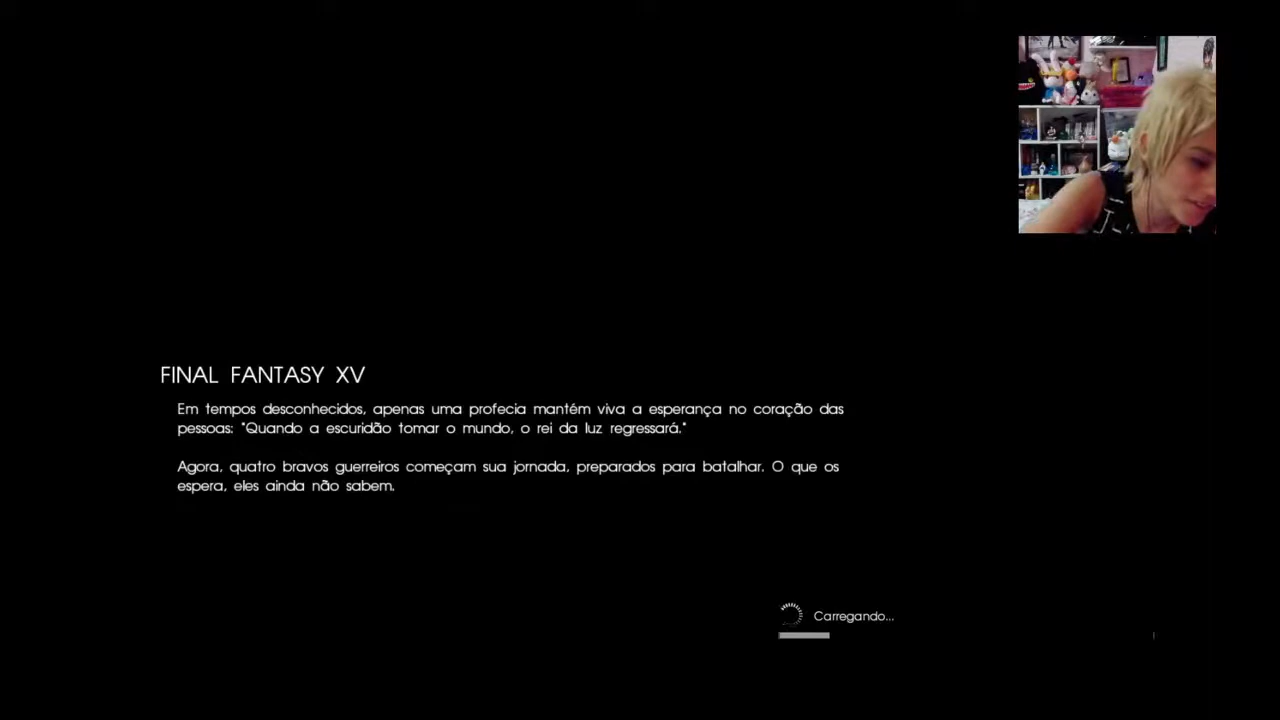 FINAL FANTASY XV
Em tempos desconhecidos, apenas uma profecia mantém viva a esperança no coração das
pessoas: "Quando a escuridão tomar o mundo, o rei da luz regressará."
Agora, quatro bravos guerreiros começam sua jornada, preparados para batalhar. O que os
espera, eles ainda não sabem.
Carregando...